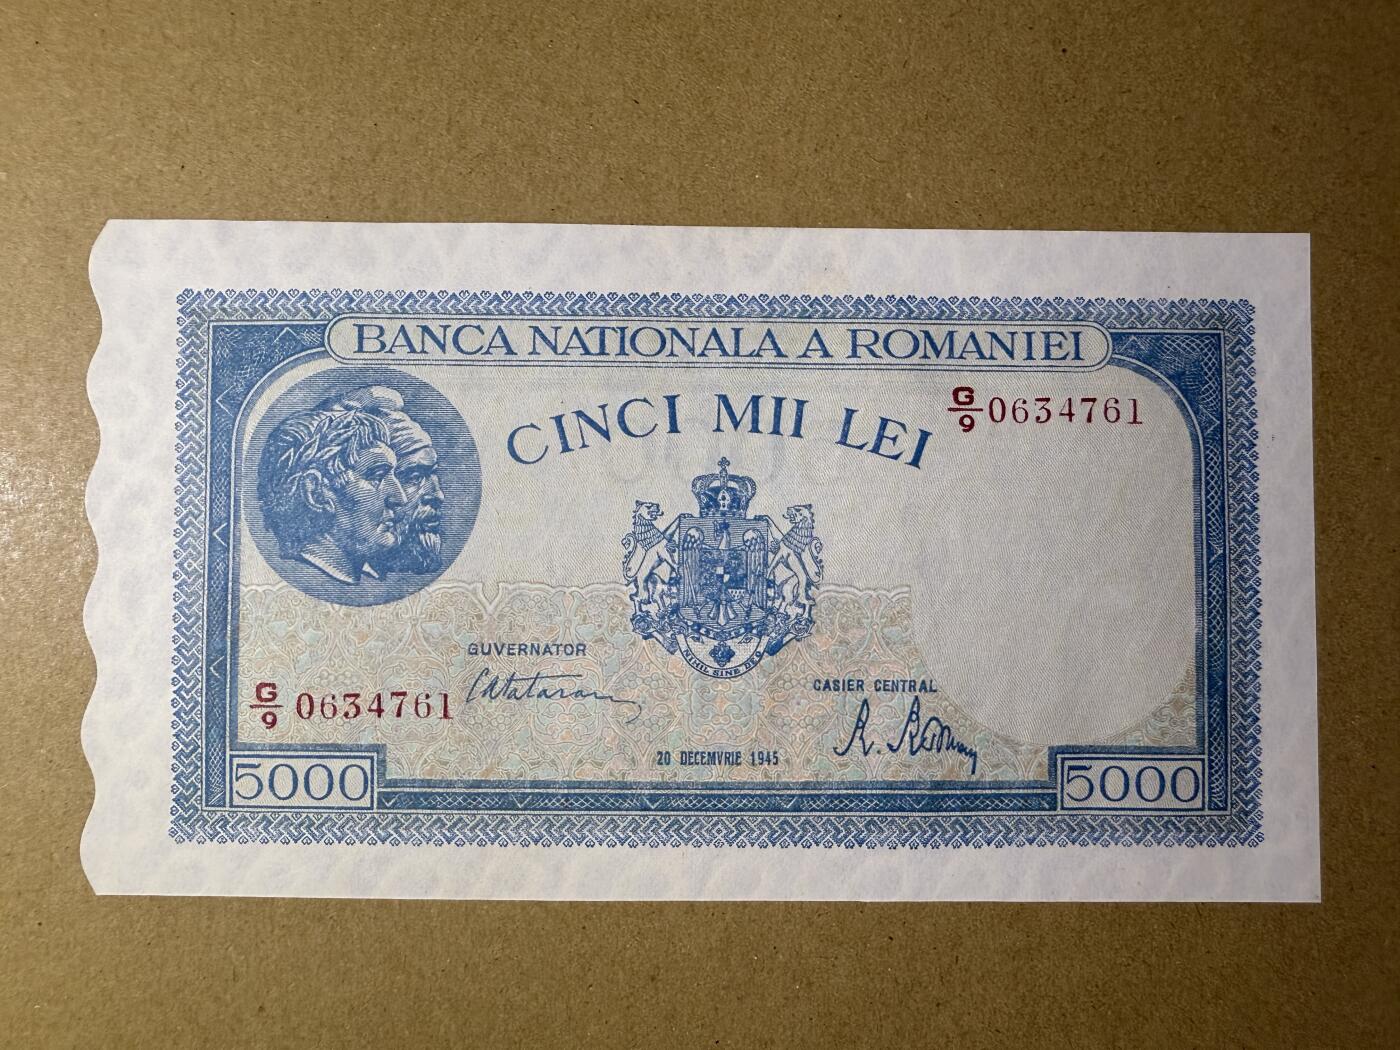 BANCA NATIONALA A ROMANIEI
CINCI MII LEI
G/9 0634761
NIHIL SINE DEO
GUVERNATOR
CASIER CENTRAL
G/9 0634761
20 DECEMVRIE 1945
5000
5000